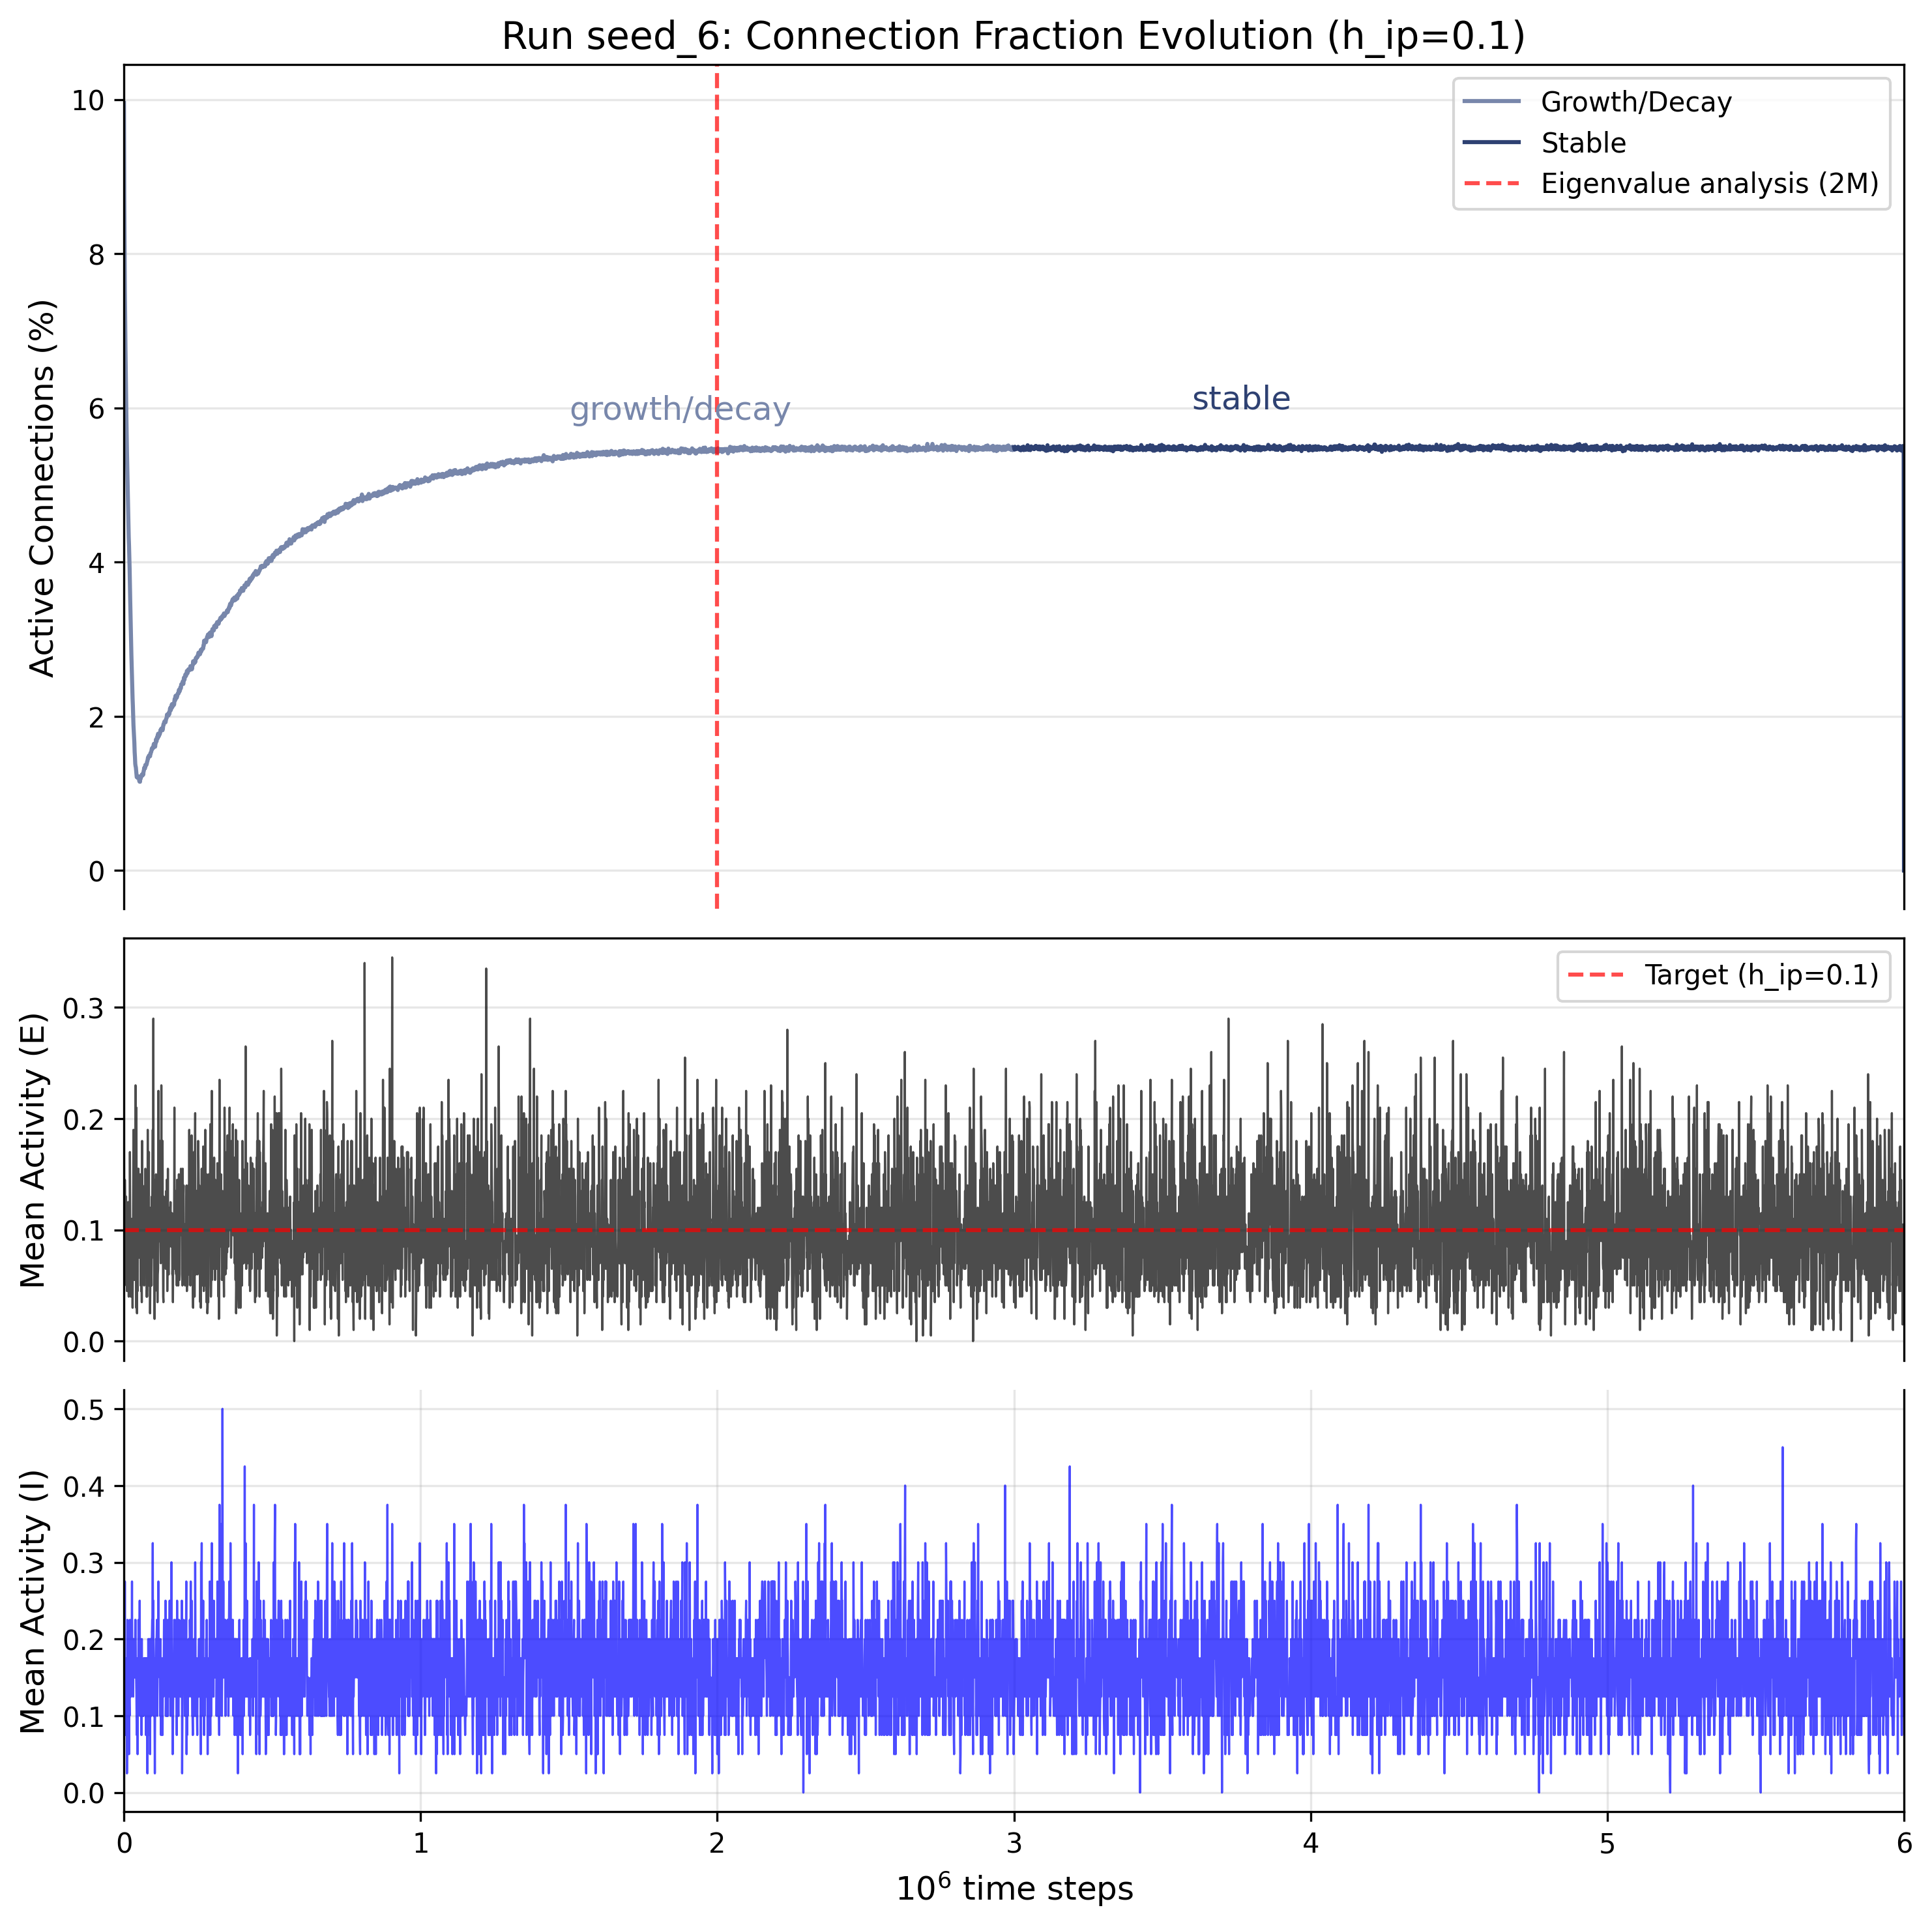 Run seed_6: Connection Fraction Evolution (h_ip=0.1)
Active Connections (%)
10
8
6
4
2
0
Growth/Decay
Stable
Eigenvalue analysis (2M)
growth/decay
stable
Mean Activity (E)
0.3
0.2
0.1
0.0
Target (h_ip=0.1)
Mean Activity (I)
0.5
0.4
0.3
0.2
0.1
0.0
0 1 2 3 4 5 6
10⁶ time steps